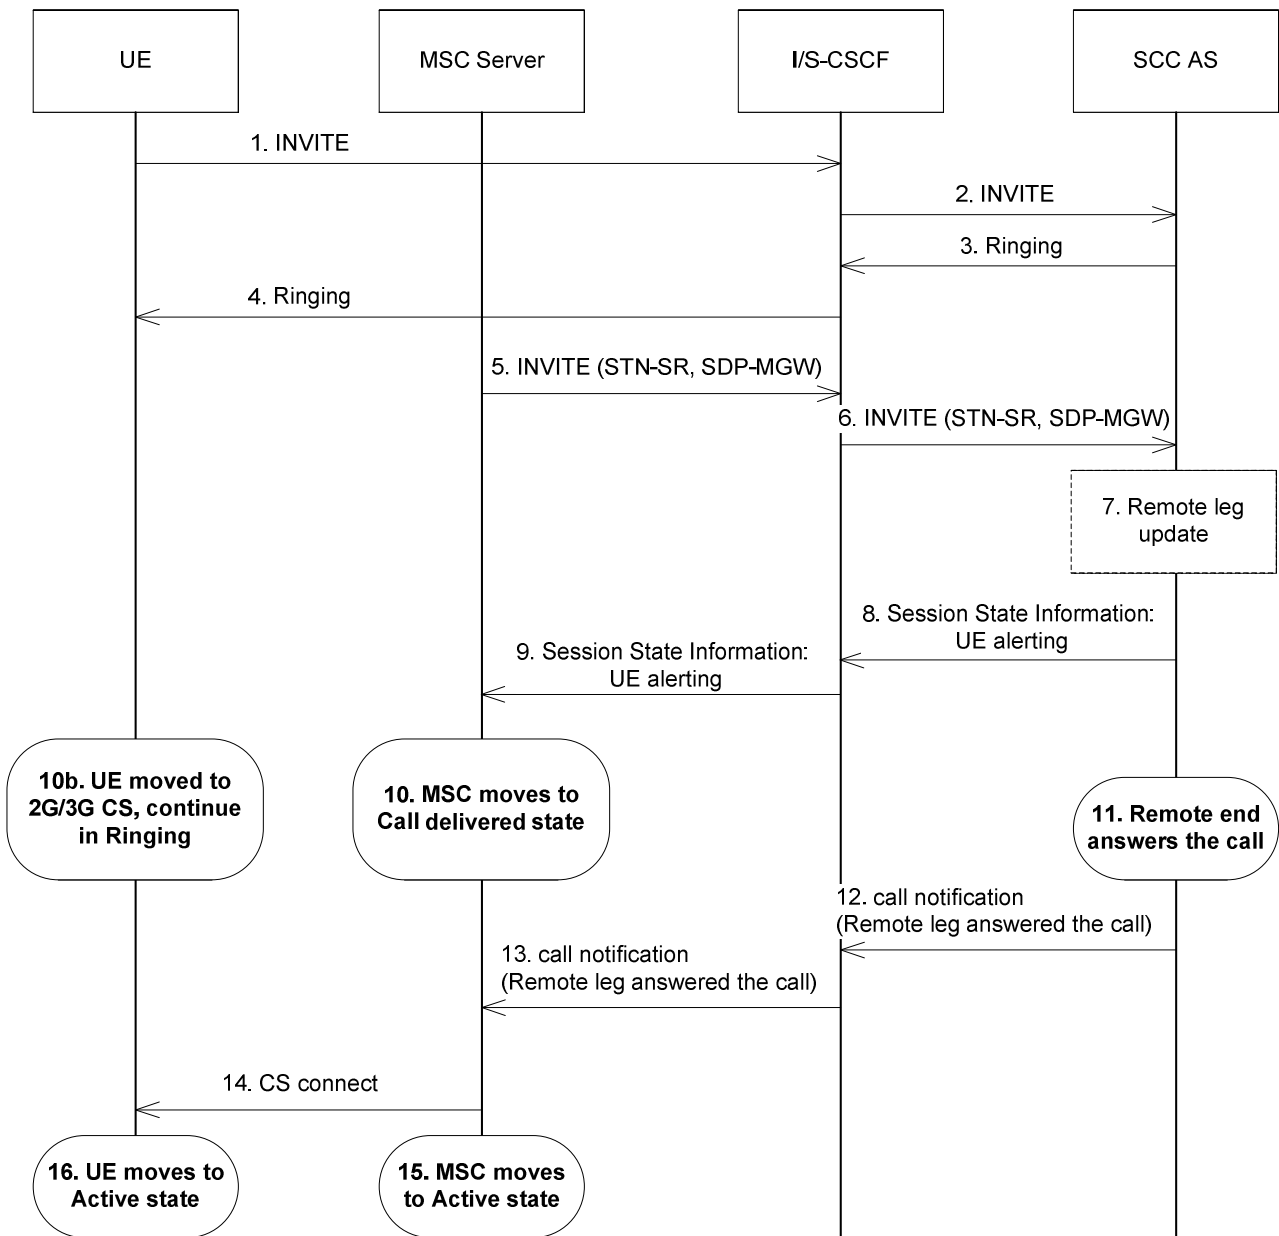 UE
MSC Server
I/S-CSCF
SCC AS
1. INVITE
2. INVITE
3. Ringing
4. Ringing
5. INVITE (STN-SR, SDP-MGW)
6. INVITE (STN-SR, SDP-MGW)
7. Remote leg
update
8. Session State Information:
UE alerting
9. Session State Information:
UE alerting
10b. UE moved to
2G/3G CS, continue
in Ringing
10. MSC moves to
Call delivered state
11. Remote end
answers the call
12. call notification
(Remote leg answered the call)
13. call notification
(Remote leg answered the call)
14. CS connect
16. UE moves to
Active state
15. MSC moves
to Active state